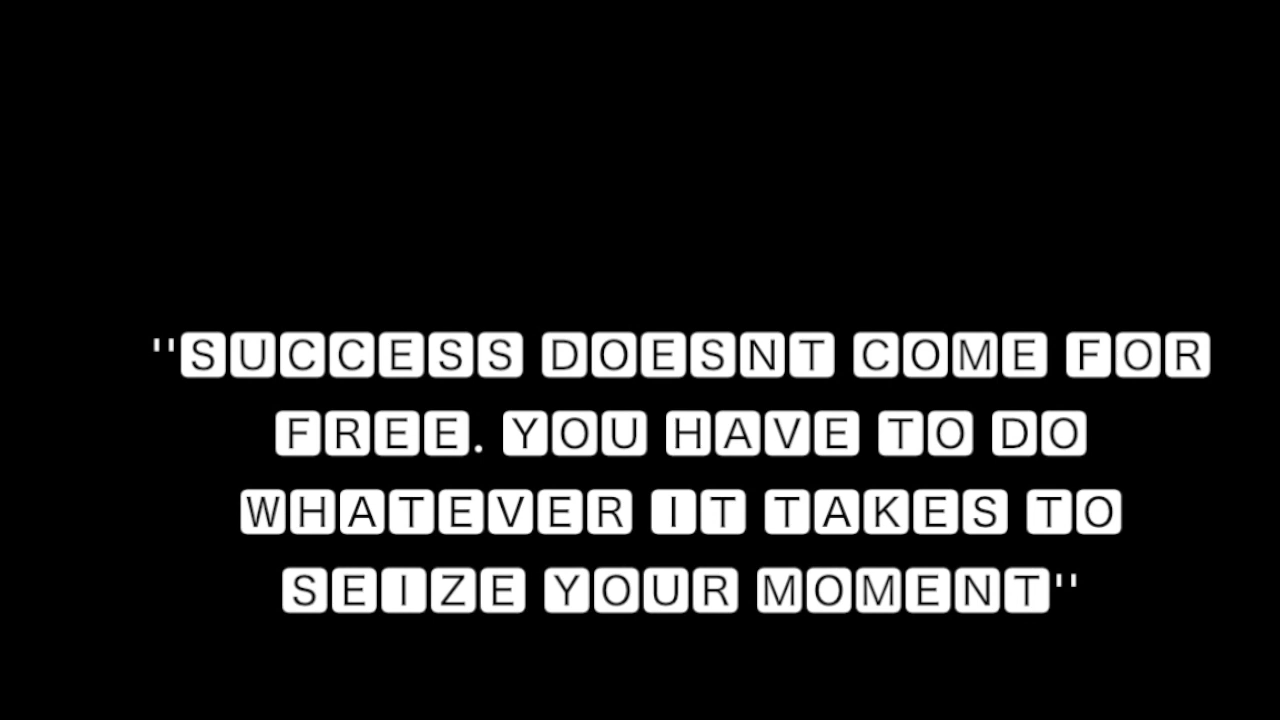 "SUCCESS DOESNT COME FOR
FREE. YOU HAVE TO DO
WHATEVER IT TAKES TO
SEIZE YOUR MOMENT"